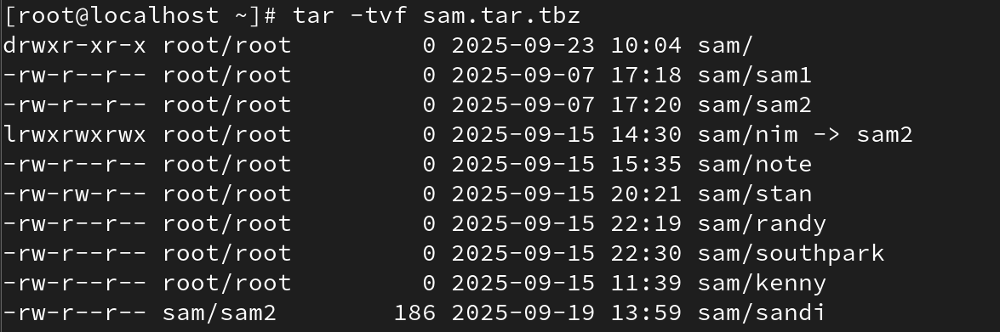 [root@localhost ~]# tar -tvf sam.tar.tbz
drwxr-xr-x root/root         0 2025-09-23 10:04 sam/
-rw-r--r-- root/root         0 2025-09-07 17:18 sam/sam1
-rw-r--r-- root/root         0 2025-09-07 17:20 sam/sam2
lrwxrwxrwx root/root         0 2025-09-15 14:30 sam/nim -> sam2
-rw-r--r-- root/root         0 2025-09-15 15:35 sam/note
-rw-rw-r-- root/root         0 2025-09-15 20:21 sam/stan
-rw-r--r-- root/root         0 2025-09-15 22:19 sam/randy
-rw-r--r-- root/root         0 2025-09-15 22:30 sam/southpark
-rw-r--r-- root/root         0 2025-09-15 11:39 sam/kenny
-rw-r--r-- sam/sam2        186 2025-09-19 13:59 sam/sandi